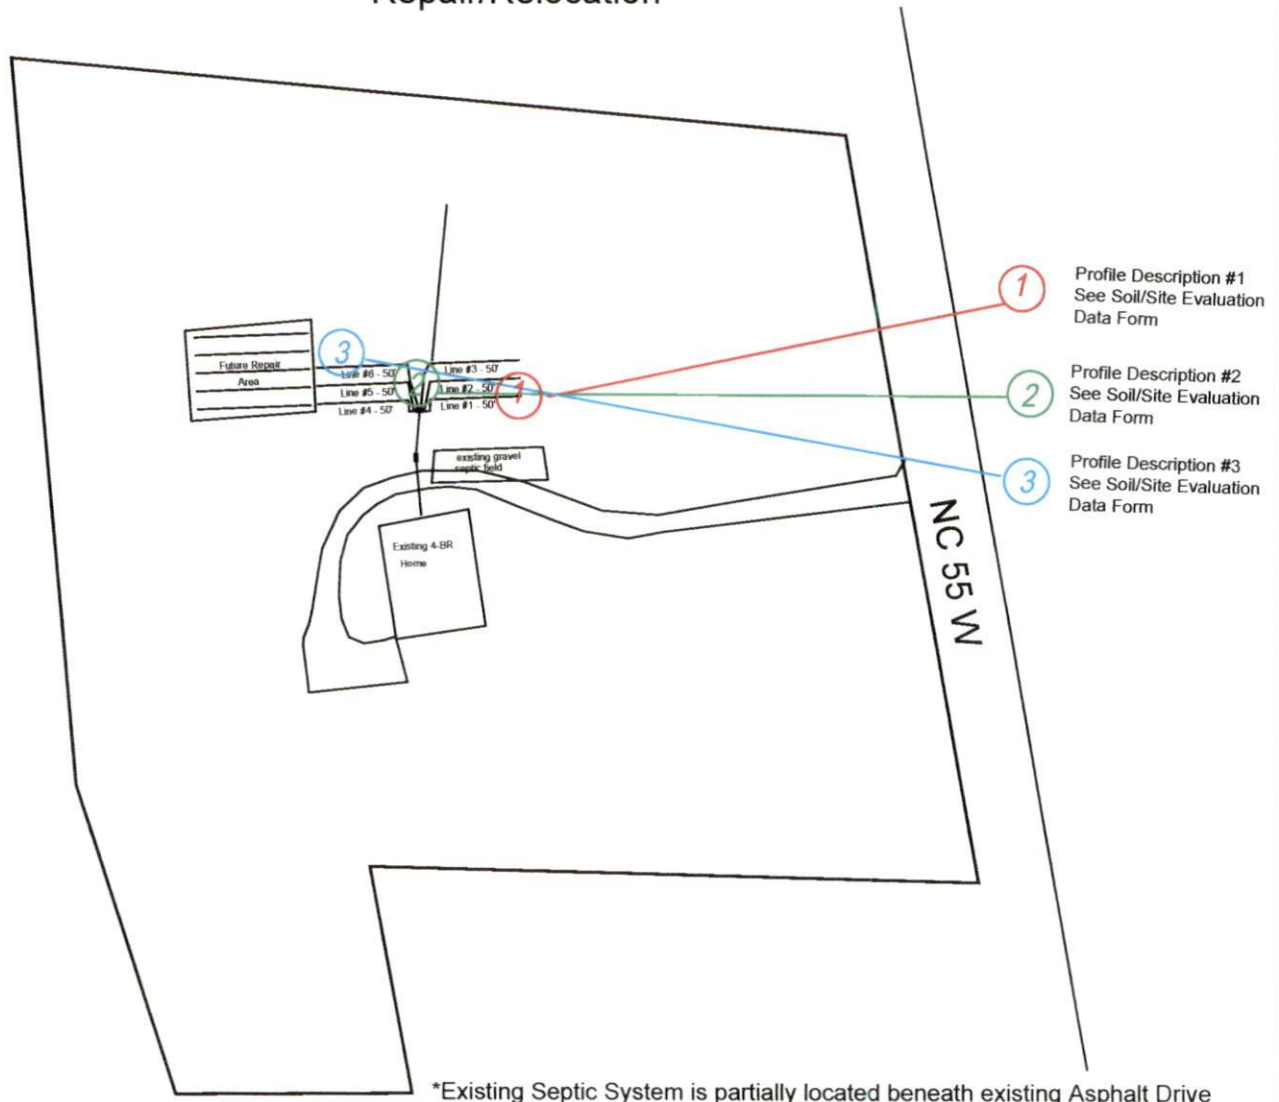 Repair/Relocation
1
Profile Description #1
See Soil/Site Evaluation
Data Form
2
Profile Description #2
See Soil/Site Evaluation
Data Form
3
Profile Description #3
See Soil/Site Evaluation
Data Form
3
2
1
Future Repair
Area
Line #6 - 50'
Line #5 - 50'
Line #4 - 50'
Line #3 - 50'
Line #2 - 50'
Line #1 - 50'
existing gravel
septic field
Existing 4-BR
Home
NC 55 W
*Existing Septic System is partially located beneath existing Asphalt Drive